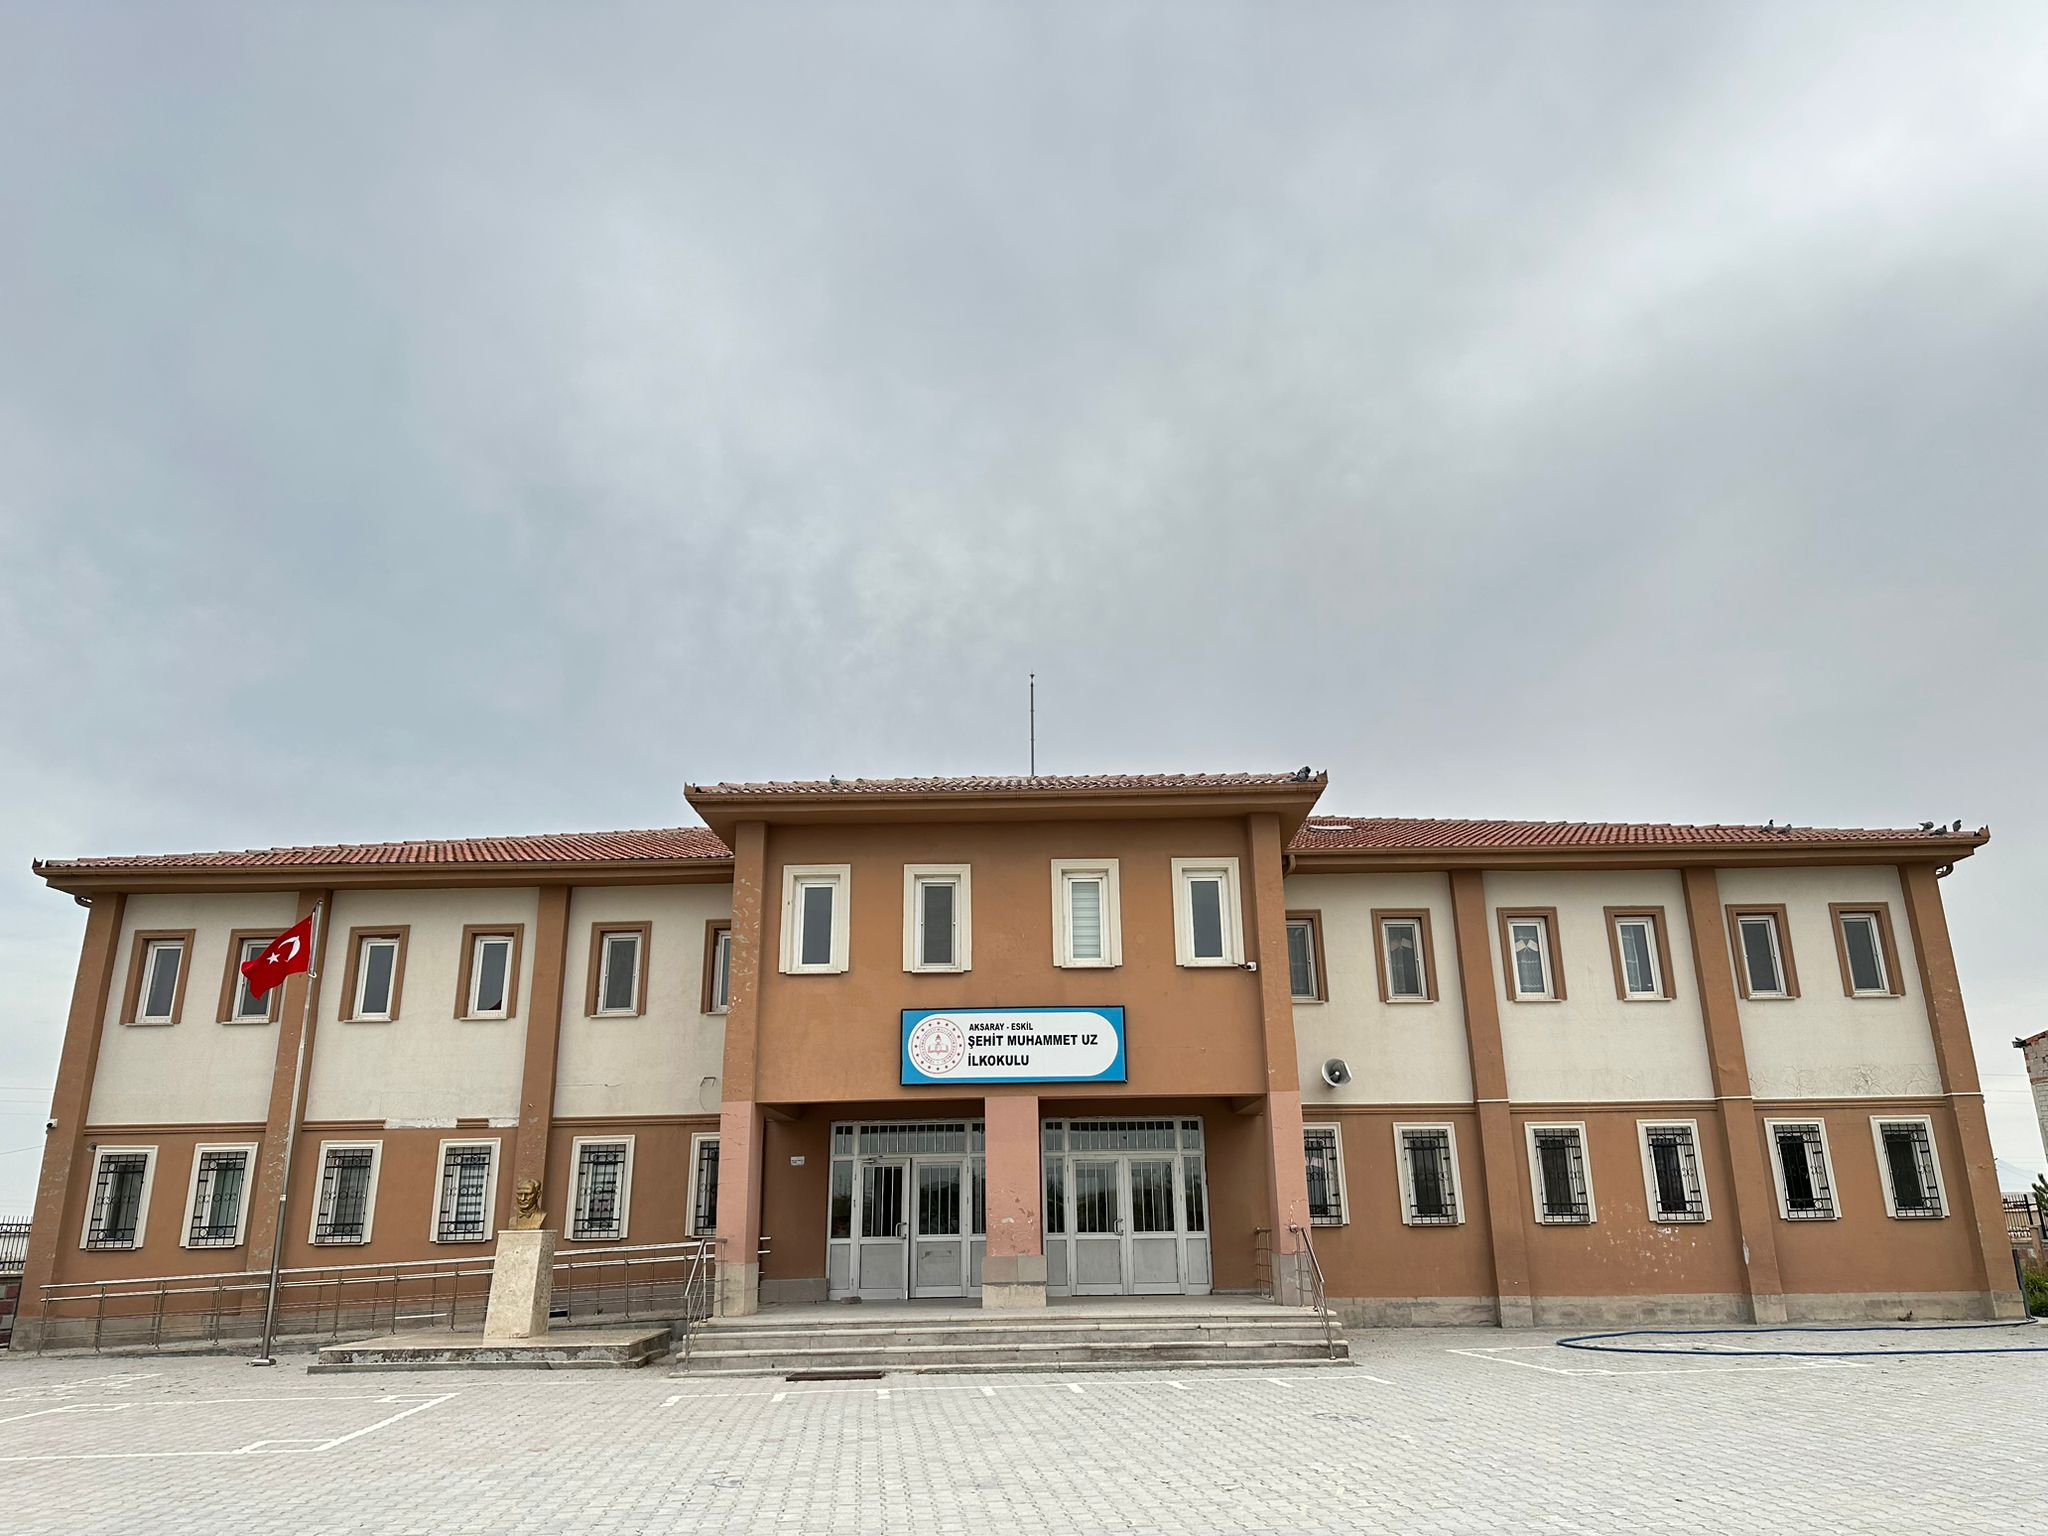 AKSARAY - ESKİL
ŞEHİT MUHAMMET UZ
İLKOKULU